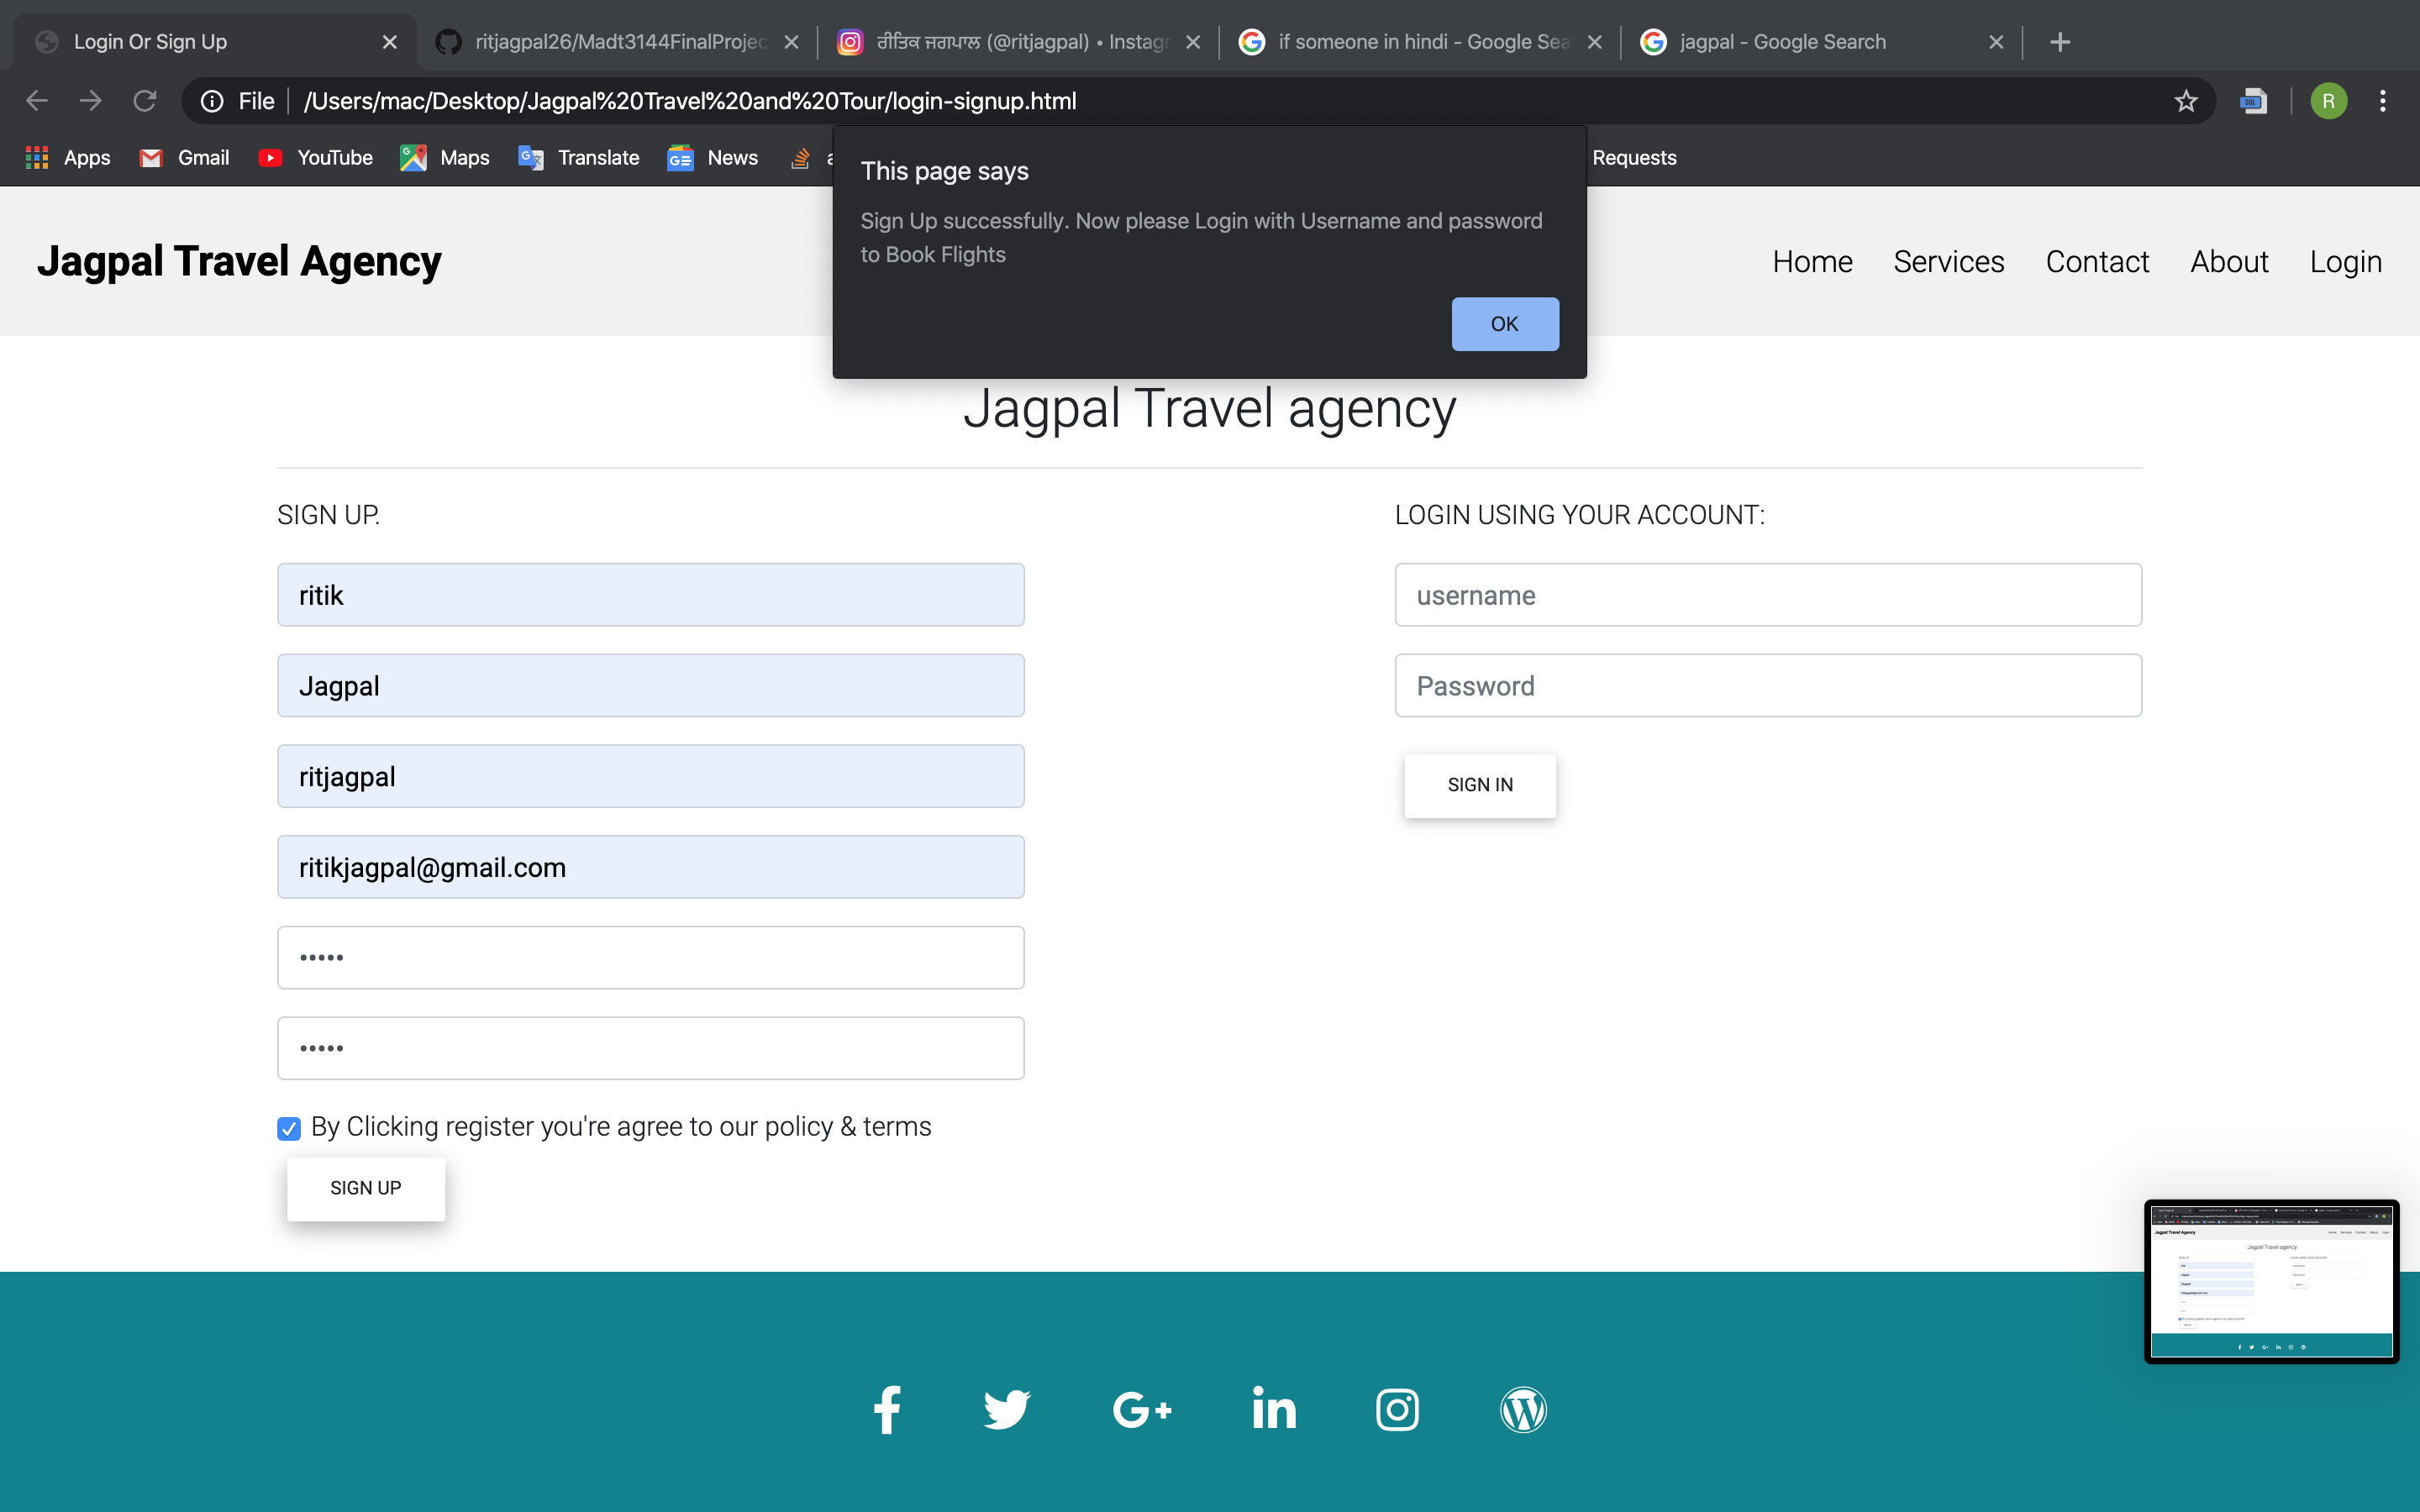 Login Or Sign Up
ritjagpal26/Madt3144FinalProjec
ਰੀਤਿਕ ਜਗਪਾਲ (@ritjagpal) • Instagr
if someone in hindi - Google Sea
jagpal - Google Search
File /Users/mac/Desktop/Jagpal%20Travel%20and%20Tour/login-signup.html
R
Apps
Gmail
YouTube
Maps
Translate
News
Requests
This page says
Sign Up successfully. Now please Login with Username and password
to Book Flights
OK
Jagpal Travel Agency
Home Services Contact About Login
Jagpal Travel agency
SIGN UP.
ritik
Jagpal
ritjagpal
ritikjagpal@gmail.com
•••••
•••••
By Clicking register you're agree to our policy & terms
SIGN UP
LOGIN USING YOUR ACCOUNT:
username
Password
SIGN IN